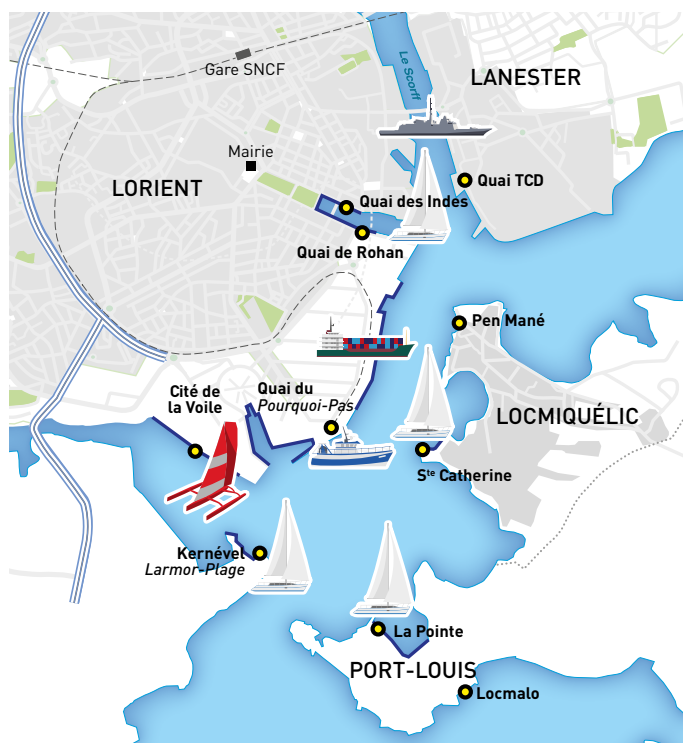 Gare SNCF
Le Scorff
LANESTER
Mairie
LORIENT
Quai TCD
Quai des Indes
Quai de Rohan
Pen Mané
Cité de
la Voile
Quai du
Pourquoi-Pas
LOCMIQUÉLIC
Sᵗᵉ Catherine
Kernével
Larmor-Plage
La Pointe
PORT-LOUIS
Locmalo